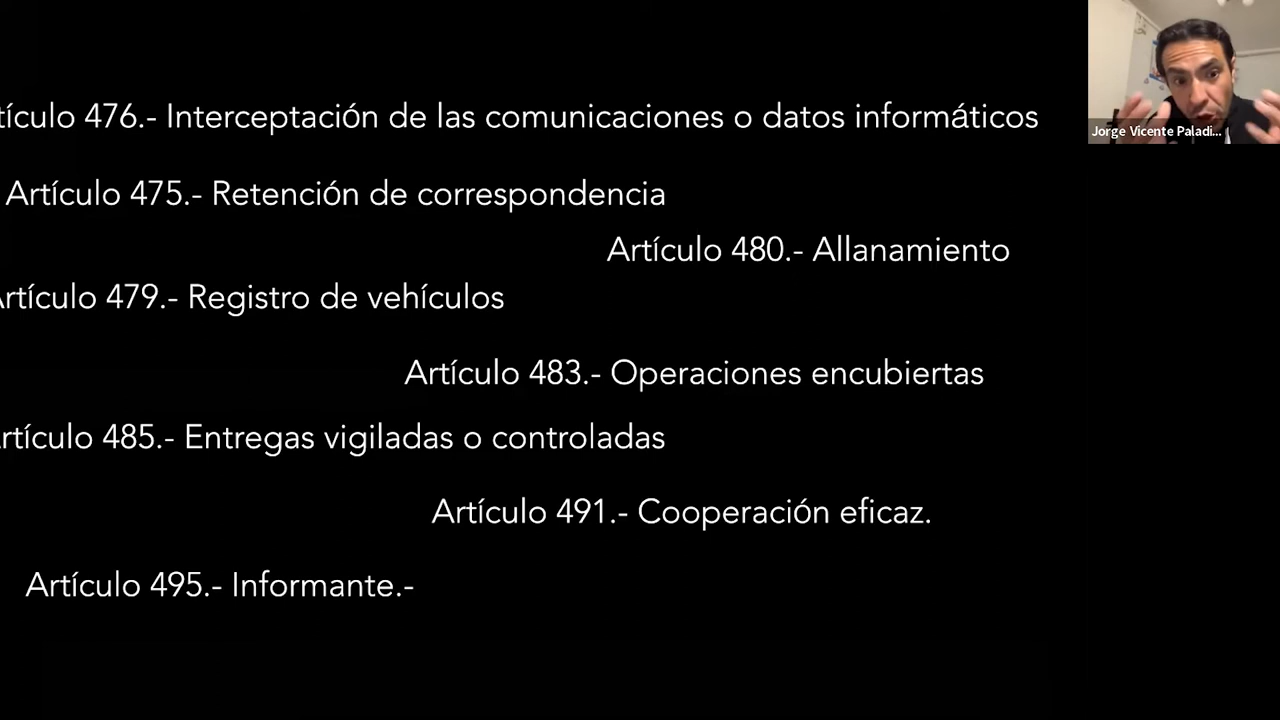 tículo 476.- Interceptación de las comunicaciones o datos informáticos
Jorge Vicente Paladi...
Artículo 475.- Retención de correspondencia
Artículo 480.- Allanamiento
Artículo 479.- Registro de vehículos
Artículo 483.- Operaciones encubiertas
rtículo 485.- Entregas vigiladas o controladas
Artículo 491.- Cooperación eficaz.
Artículo 495.- Informante.-